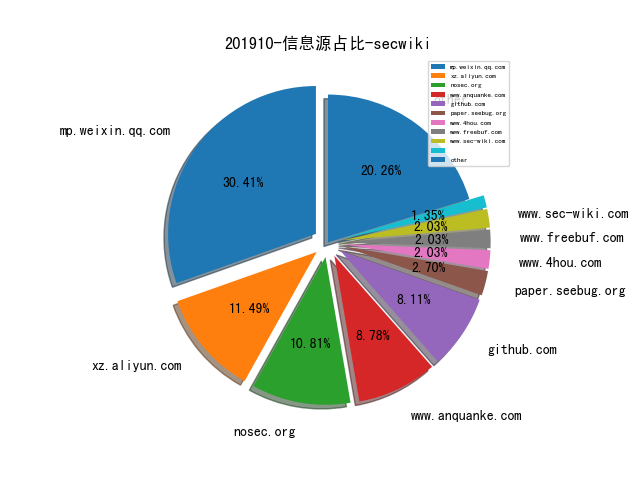 201910-信息源占比-secwiki
mp.weixin.qq.com
xz.aliyun.com
nosec.org
www.anquanke.com
github.com
paper.seebug.org
www.4hou.com
www.freebuf.com
www.sec-wiki.com
other
mp.weixin.qq.com
30.41%
20.26%
1.35%
2.03%
www.sec-wiki.com
2.03%
www.freebuf.com
2.03%
www.4hou.com
2.70%
paper.seebug.org
8.11%
github.com
8.78%
www.anquanke.com
10.81%
nosec.org
11.49%
xz.aliyun.com